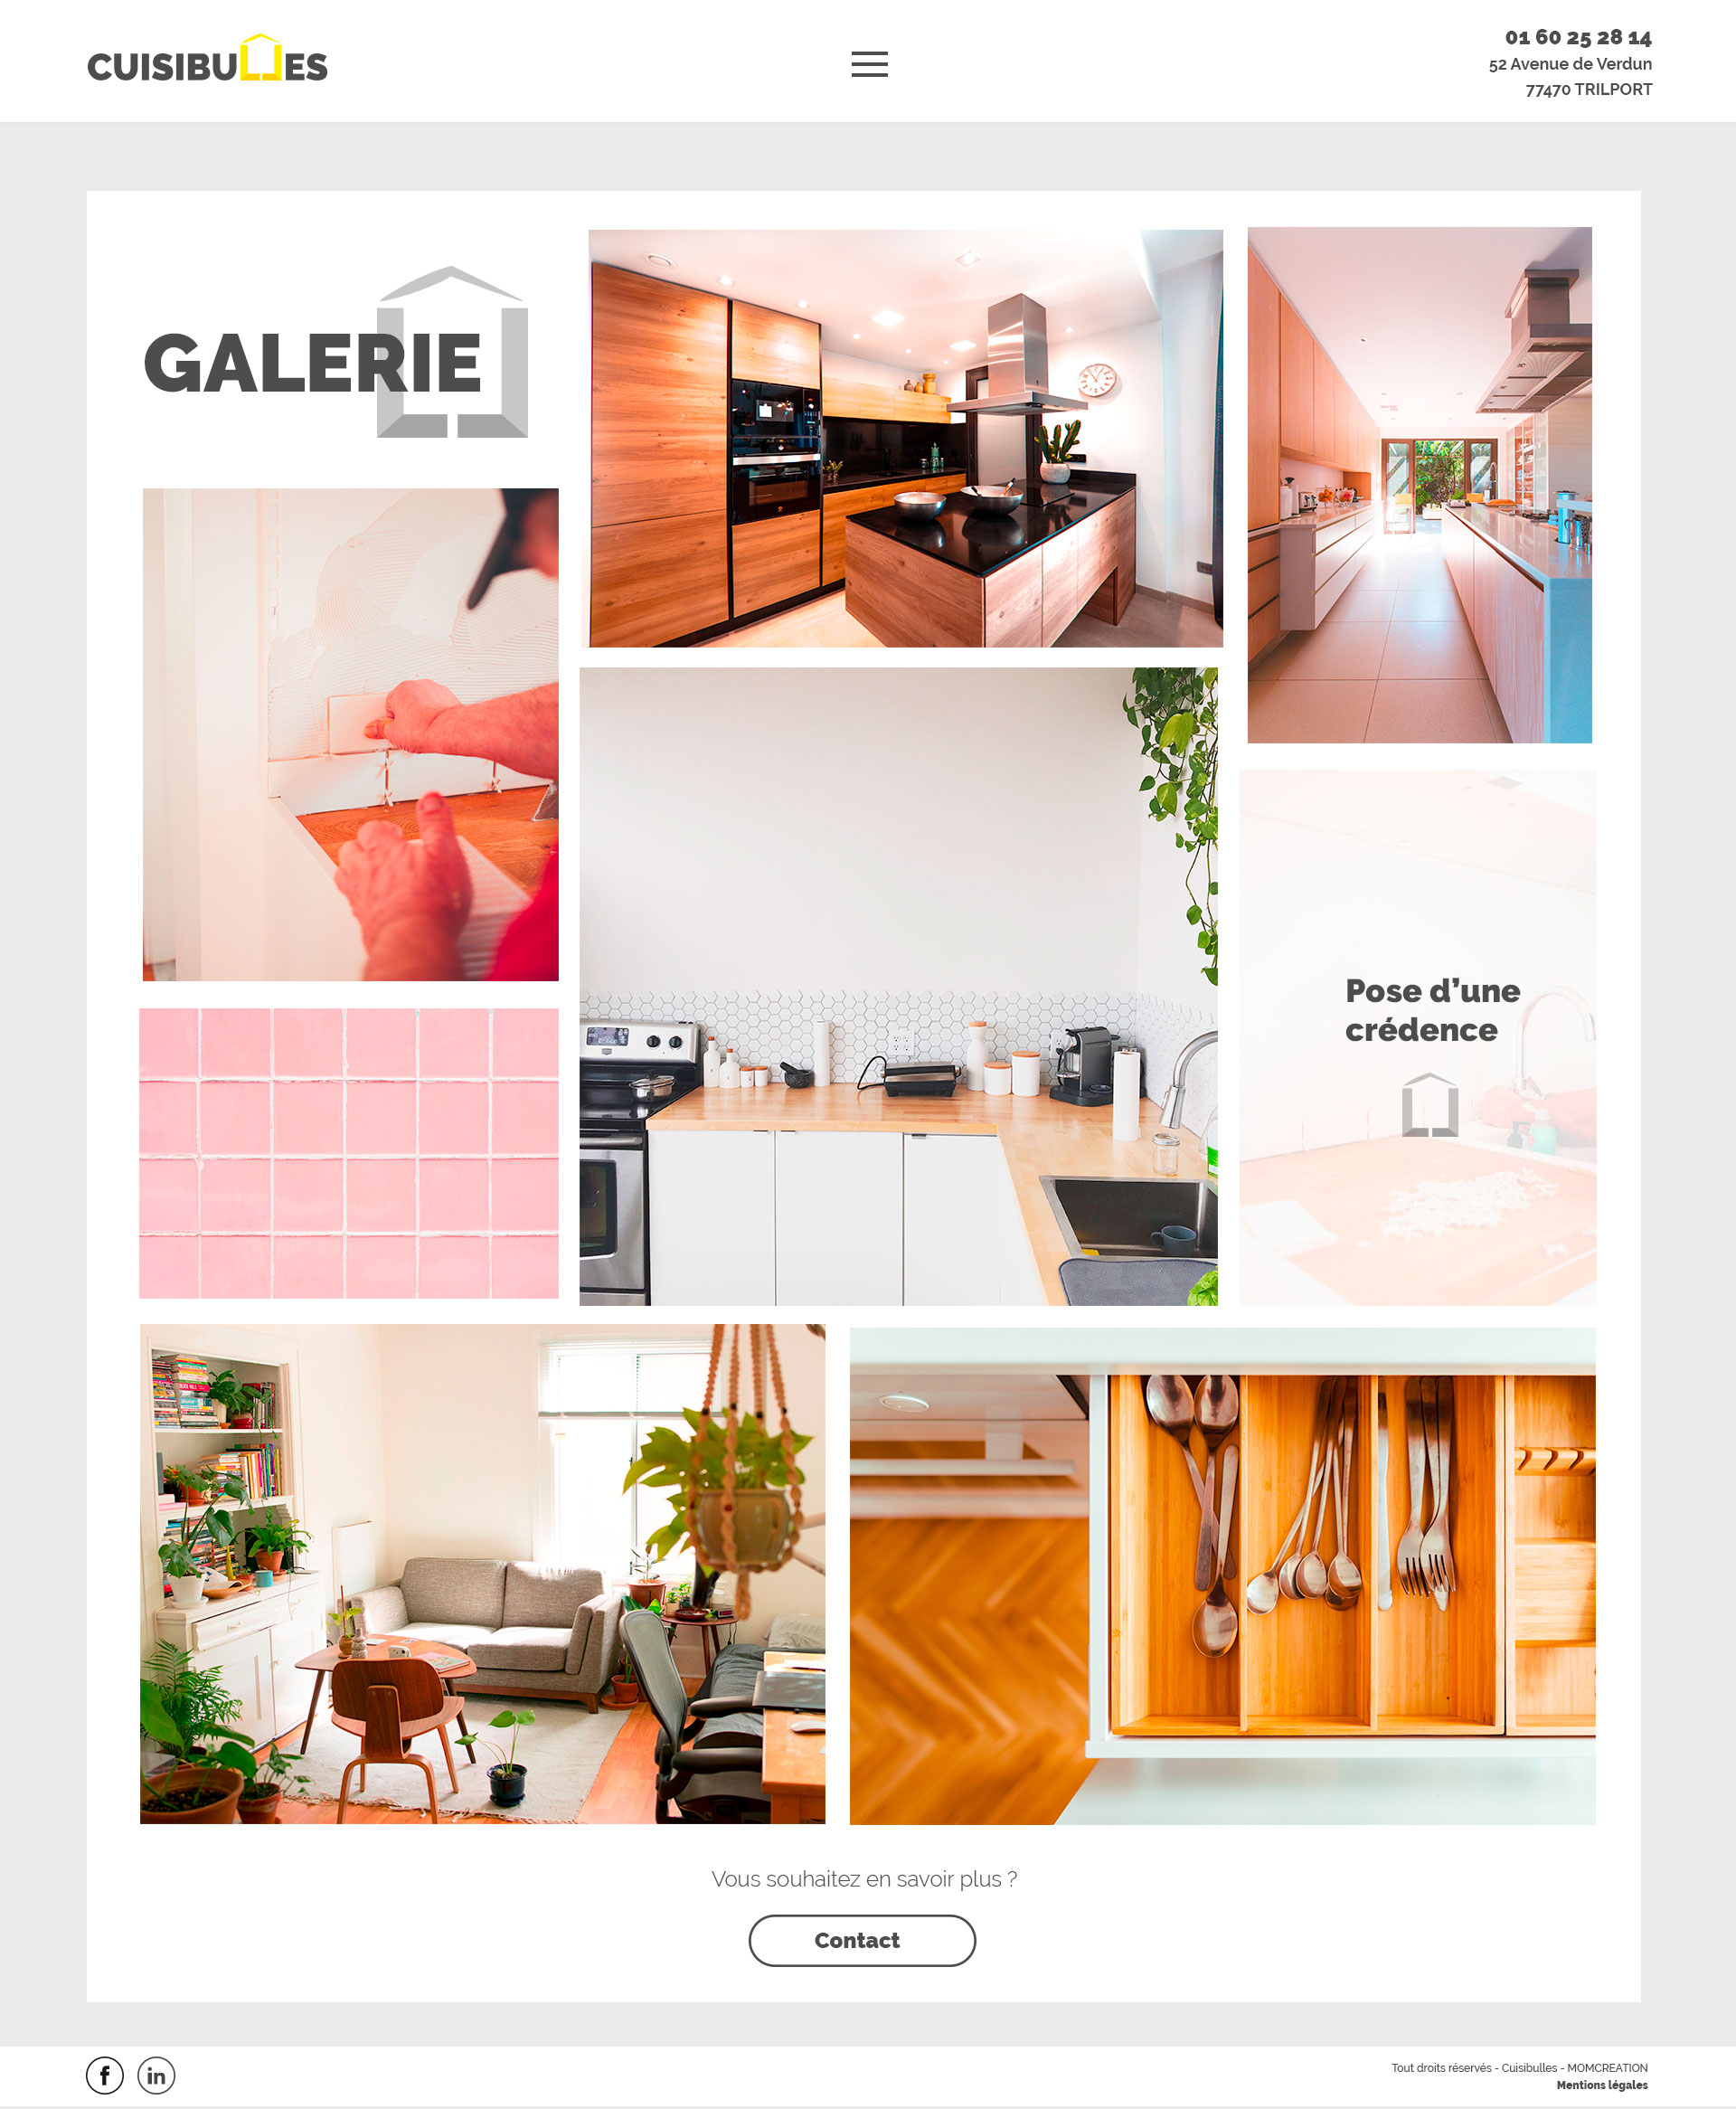 CUISIBULLES
01 60 25 28 14
52 Avenue de Verdun
77470 TRILPORT
GALERIE
Pose d’une
crédence
Vous souhaitez en savoir plus ?
Contact
f
in
Tout droits réservés - Cuisibulles - MOMCREATION
Mentions légales